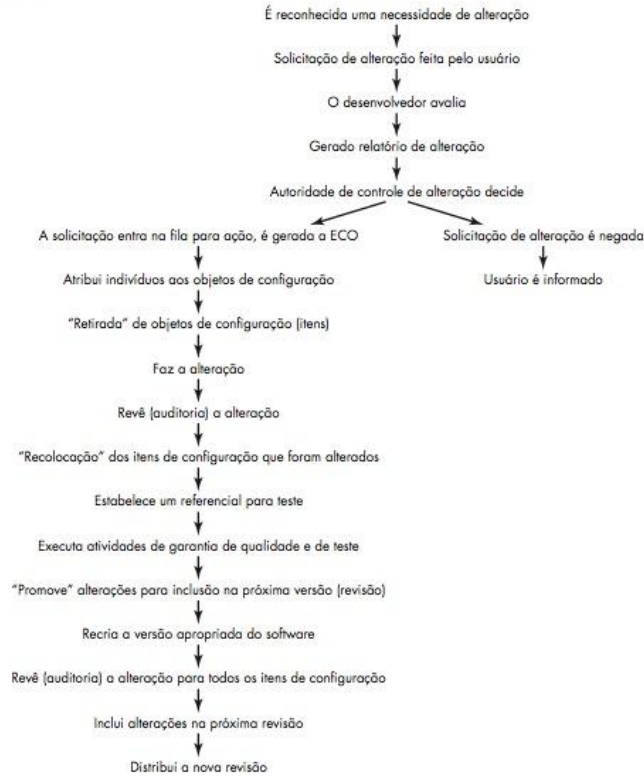 É reconhecida uma necessidade de alteração
Solicitação de alteração feita pelo usuário
O desenvolvedor avalia
Gerado relatório de alteração
Autoridade de controle de alteração decide
A solicitação entra na fila para ação, é gerada a ECO
Solicitação de alteração é negada
Atribui indivíduos aos objetos de configuração
Usuário é informado
"Retirada" de objetos de configuração (itens)
Faz a alteração
Revê (auditoria) a alteração
"Recolocação" dos itens de configuração que foram alterados
Estabelece um referencial para teste
Executa atividades de garantia de qualidade e de teste
"Promove" alterações para inclusão na próxima versão (revisão)
Recria a versão apropriada do software
Revê (auditoria) a alteração para todos os itens de configuração
Inclui alterações na próxima revisão
Distribui a nova revisão